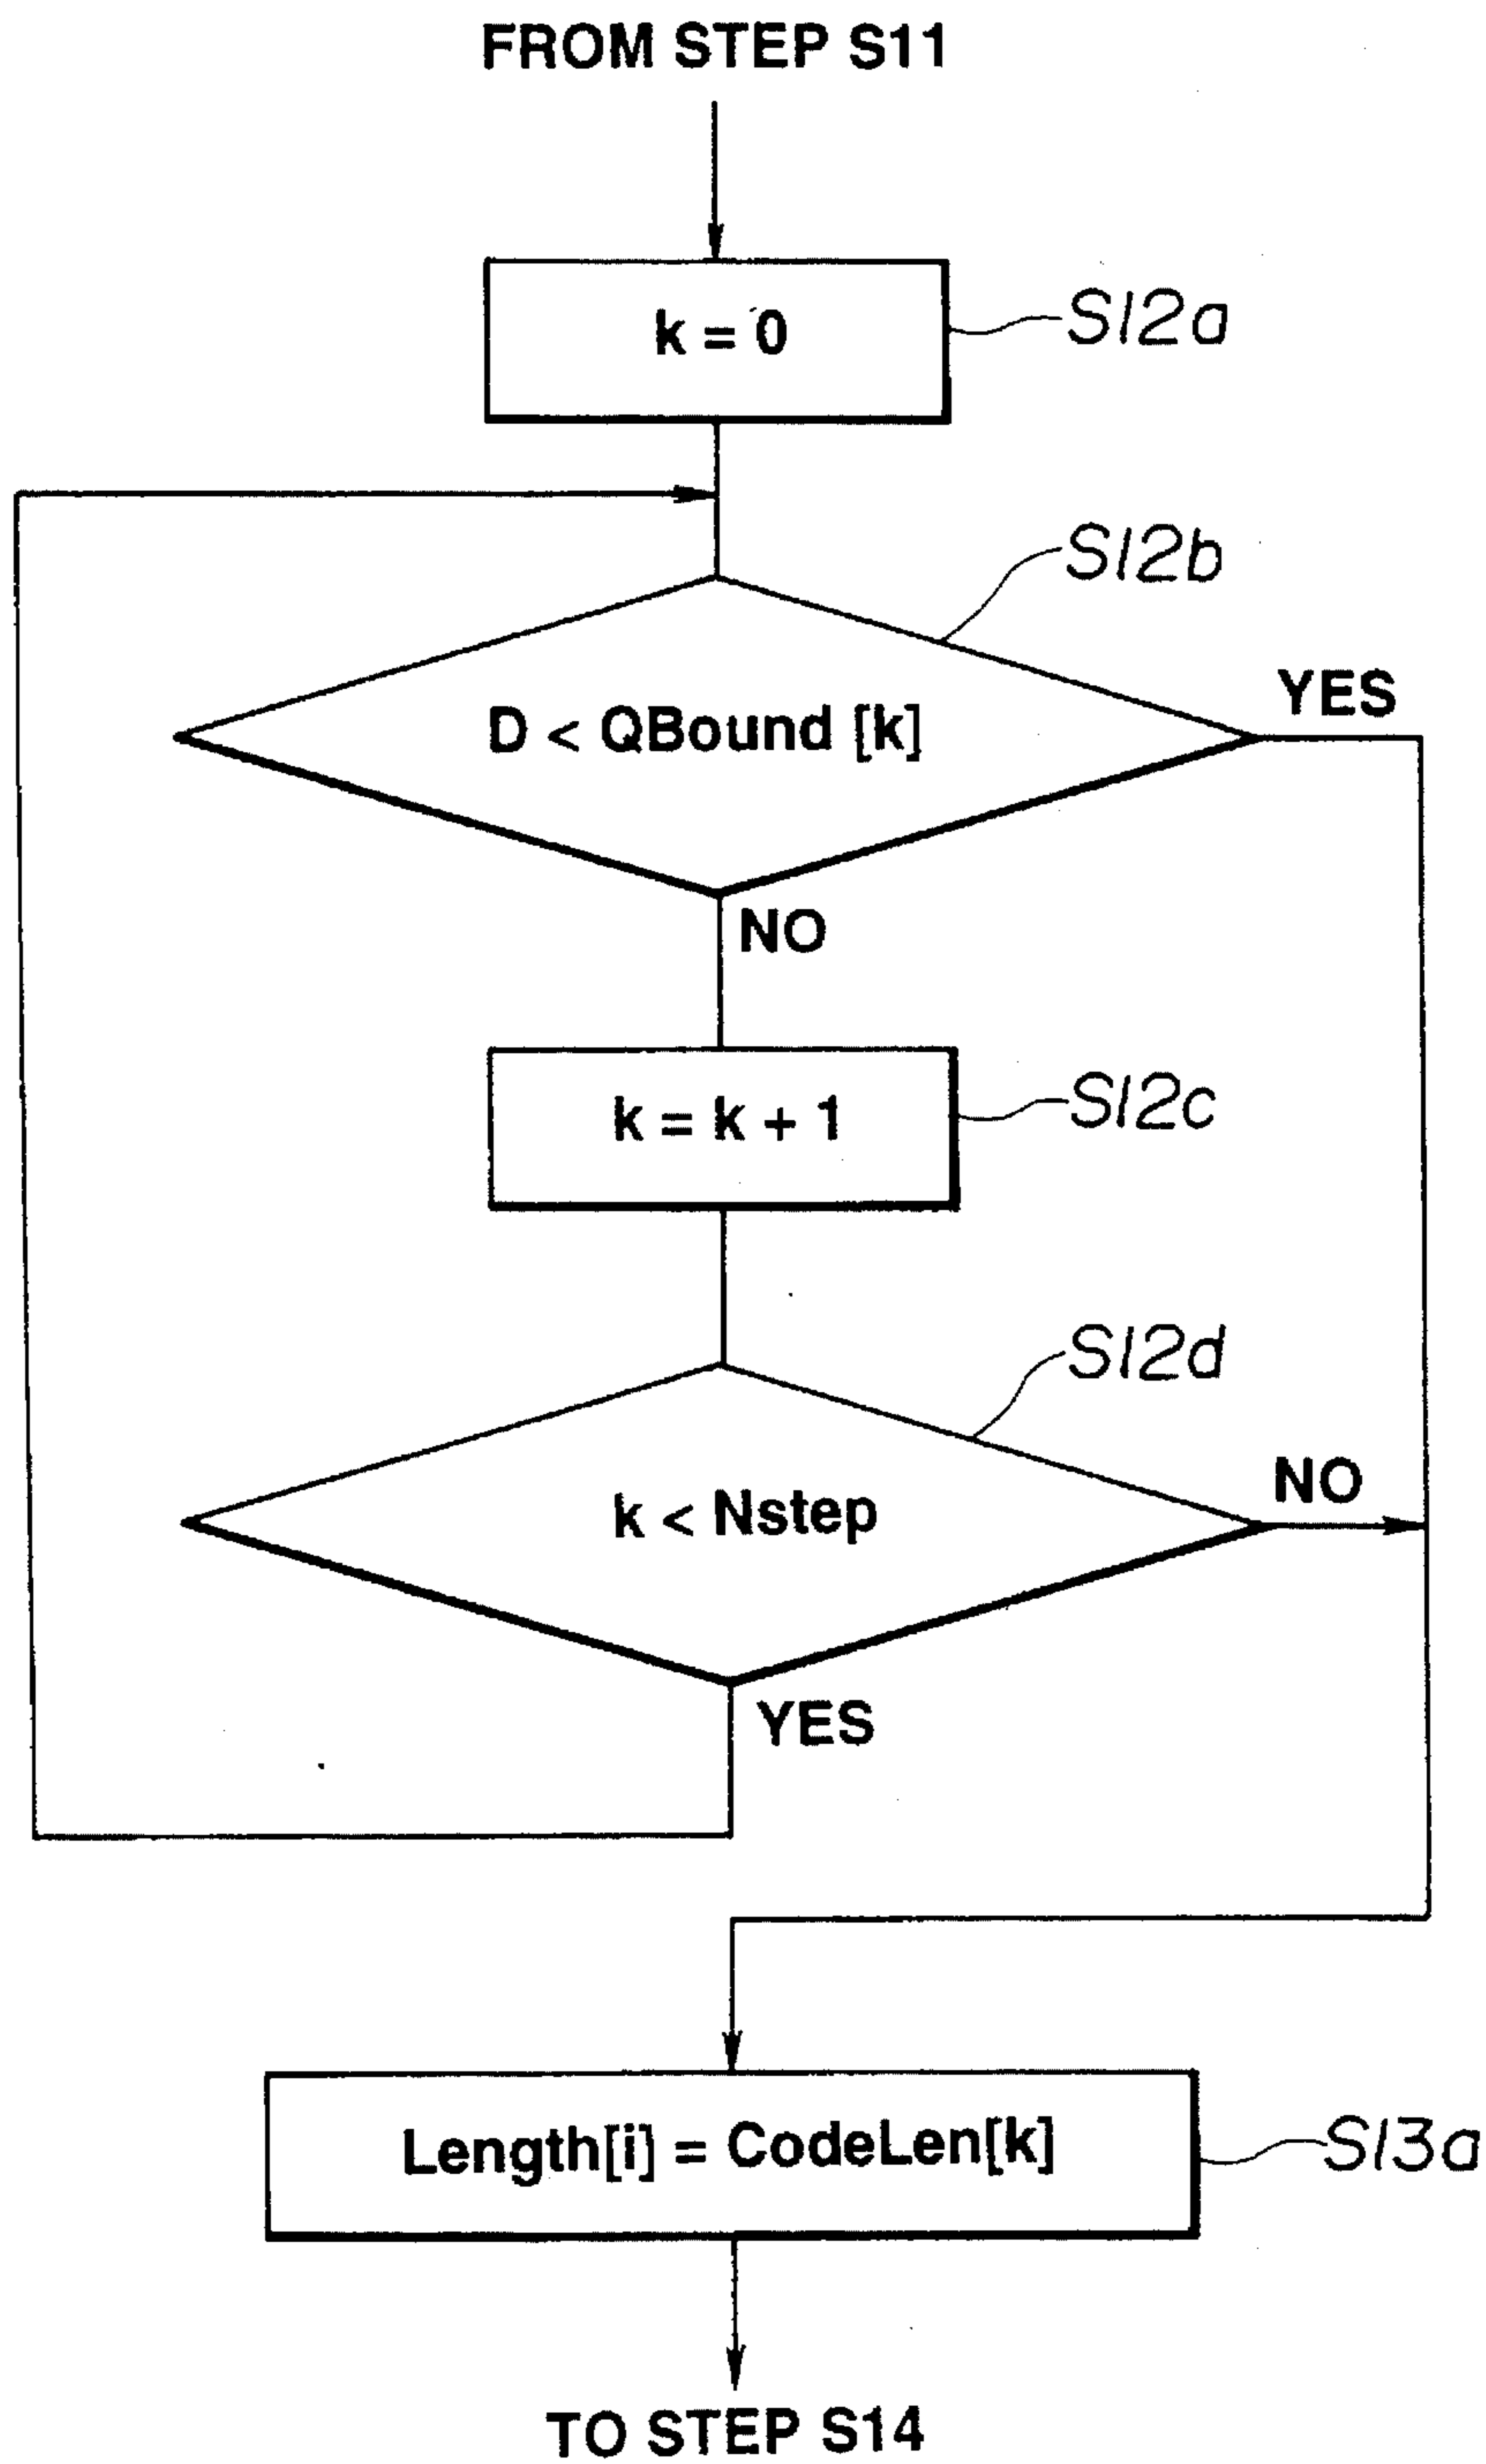 FROM STEP S11
k = 0
S12a
S12b
YES
D < QBound [k]
NO
k = k + 1
S12c
S12d
NO
k < Nstep
YES
Length[i] = CodeLen[k]
S13a
TO STEP S14